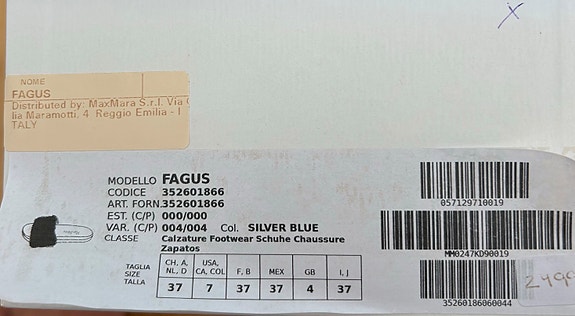 NOME
FAGUS
Distributed by: MaxMara S.r.l. Via
lia Maramotti, 4 Reggio Emilia - I
TALY
MODELLO FAGUS
CODICE 352601866
ART. FORN. 352601866
EST. (C/P) 000/000
VAR. (C/P) 004/004 Col. SILVER BLUE
CLASSE Calzature Footwear Schuhe Chaussure
Zapatos
TAGLIA SIZE TALLA
CH, A, NL, D USA, CA, COL F, B MEX GB I, J
37 7 37 37 4 37
057129710019
MM0247KD90019
35260186060044